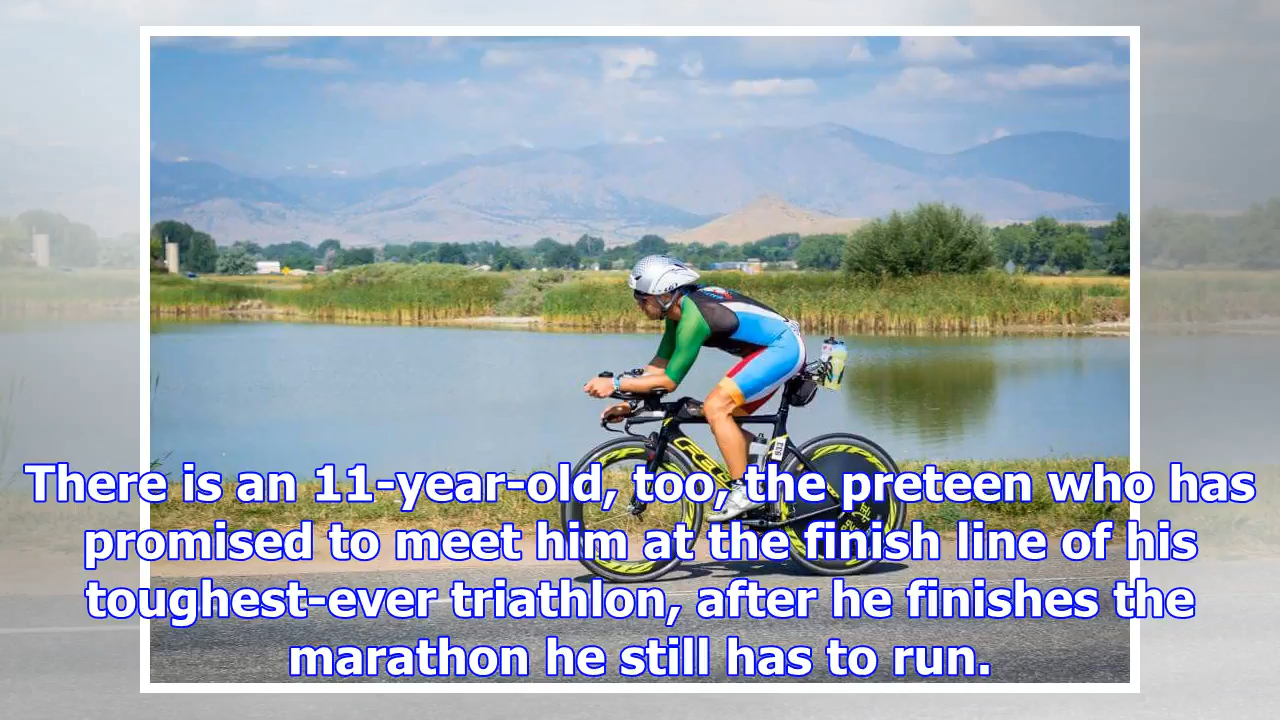 There is an 11-year-old, too, the preteen who has
promised to meet him at the finish line of his
toughest-ever triathlon, after he finishes the
marathon he still has to run.